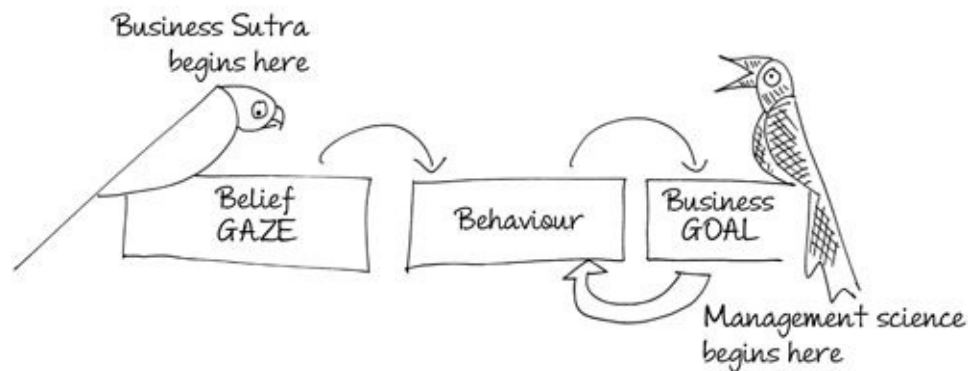 Business Sutra
begins here
Belief
GAZE
Behaviour
Business
GOAL
Management science
begins here